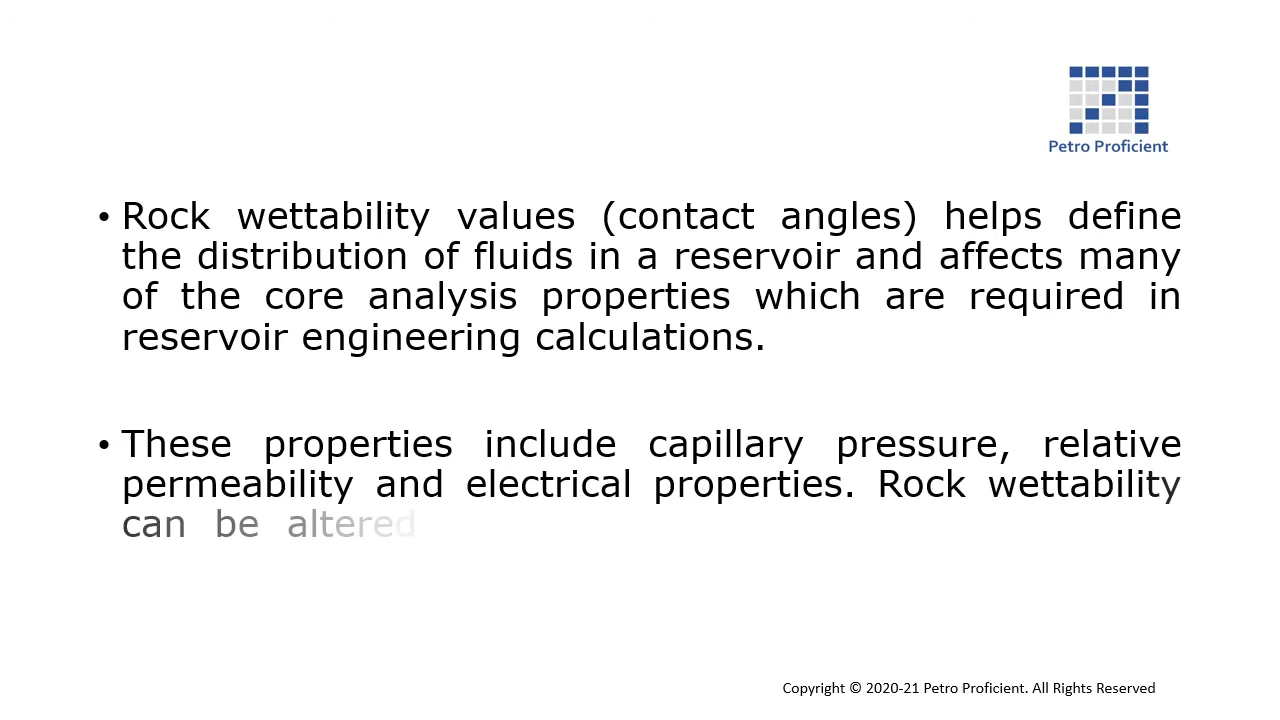 Petro Proficient
• Rock wettability values (contact angles) helps define
the distribution of fluids in a reservoir and affects many
of the core analysis properties which are required in
reservoir engineering calculations.
• These properties include capillary pressure, relative
permeability and electrical properties. Rock wettability
can be altered
Copyright © 2020-21 Petro Proficient. All Rights Reserved